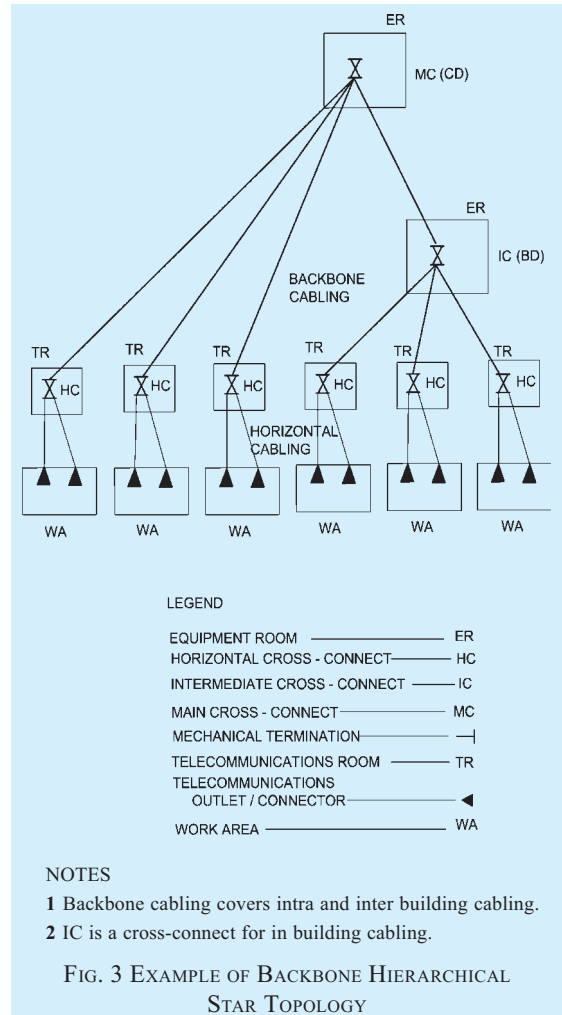 ER
MC (CD)
ER
IC (BD)
BACKBONE
CABLING
TR TR TR TR TR TR
HC HC HC HC HC HC
HORIZONTAL
CABLING
WA WA WA WA WA WA
LEGEND
EQUIPMENT ROOM ER
HORIZONTAL CROSS - CONNECT HC
INTERMEDIATE CROSS - CONNECT IC
MAIN CROSS - CONNECT MC
MECHANICAL TERMINATION
TELECOMMUNICATIONS ROOM TR
TELECOMMUNICATIONS
OUTLET / CONNECTOR
WORK AREA WA
NOTES
1 Backbone cabling covers intra and inter building cabling.
2 IC is a cross-connect for in building cabling.
FIG. 3 EXAMPLE OF BACKBONE HIERARCHICAL
STAR TOPOLOGY